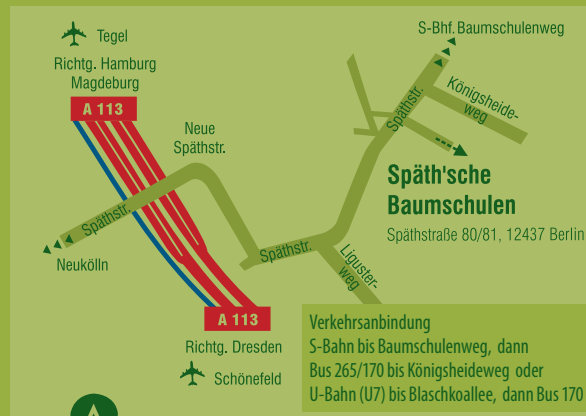 Tegel
Richtg. Hamburg
Magdeburg
A 113
Neue
Späthstr.
S-Bhf. Baumschulenweg
Königsheide-
weg
Späthstr.
Späth'sche
Baumschulen
Späthstraße 80/81, 12437 Berlin
Späthstr.
Neukölln
Späthstr.
Liguster-
weg
A 113
Richtg. Dresden
Schönefeld
Verkehrsanbindung
S-Bahn bis Baumschulenweg, dann
Bus 265/170 bis Königsheideweg oder
U-Bahn (U7) bis Blaschkoallee, dann Bus 170